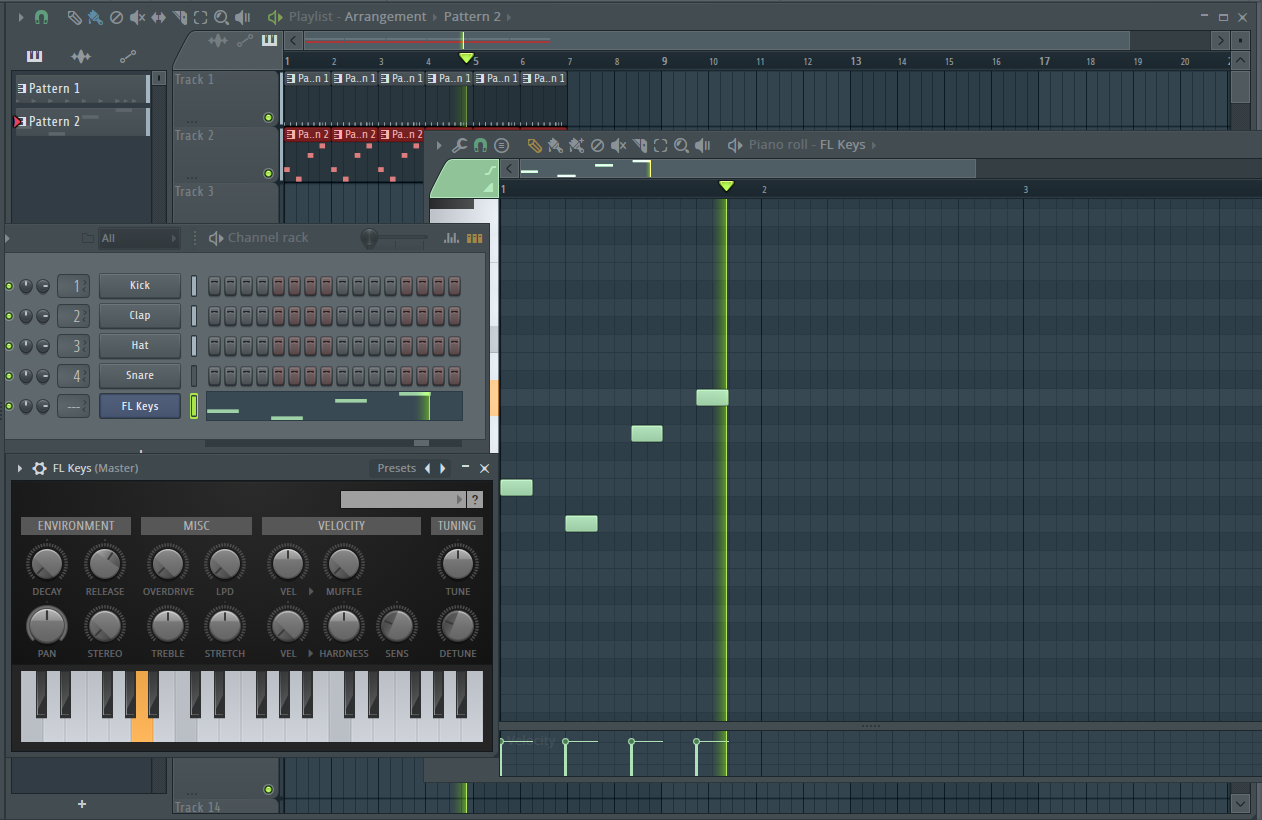 Playlist - Arrangement › Pattern 2 ›
1 2 3 4 5 6 7 8 9 10 11 12 13 14 15 16 17 18 19 20
Pattern 1
Pattern 2
Track 1
Pa..n 1 Pa..n 1 Pa..n 1 Pa..n 1 Pa..n 1 Pa..n 1
Track 2
Pa..n 2 Pa..n 2 Pa..n 2
Track 3
Piano roll - FL Keys ›
1 2 3
All
Channel rack
1 Kick
2 Clap
3 Hat
4 Snare
--- FL Keys
FL Keys (Master)
Presets
?
ENVIRONMENT MISC VELOCITY TUNING
DECAY RELEASE OVERDRIVE LPD VEL MUFFLE TUNE
PAN STEREO TREBLE STRETCH VEL HARDNESS SENS DETUNE
Velocity
Track 14